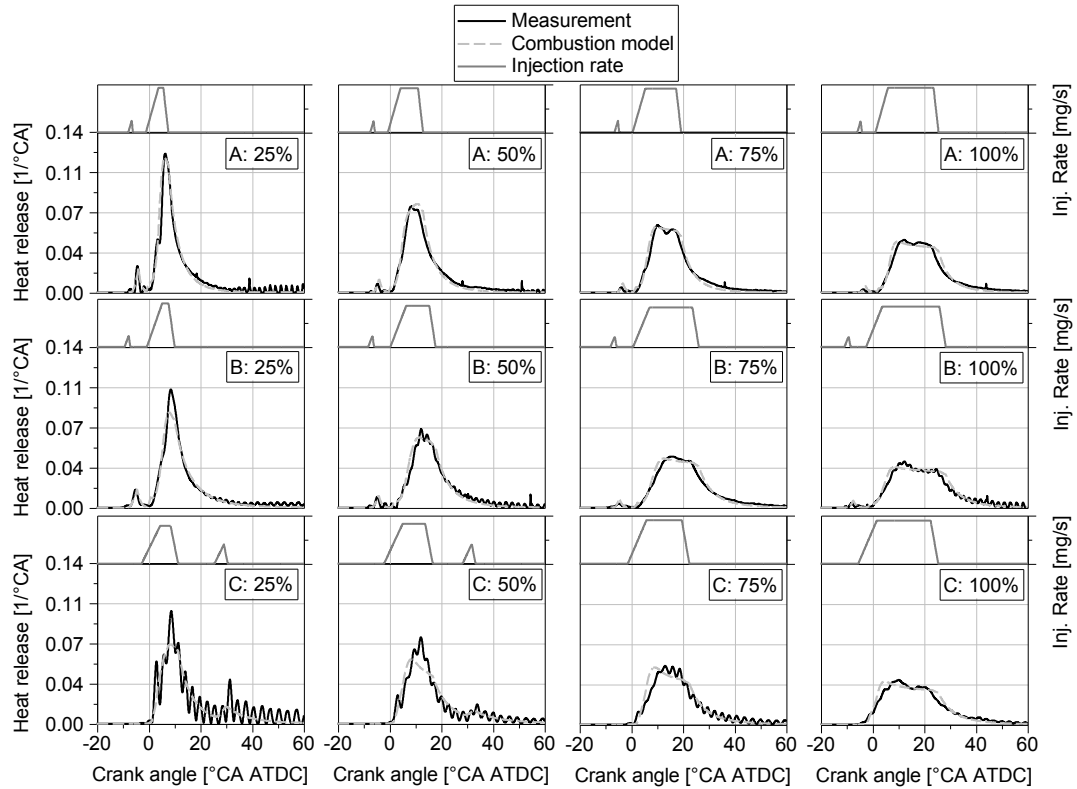 Measurement
Combustion model
Injection rate
Heat release [1/°CA]
0.14
0.11
0.07
0.04
0.00
A: 25%
A: 50%
A: 75%
A: 100%
Inj. Rate [mg/s]
Heat release [1/°CA]
0.14
0.11
0.07
0.04
0.00
B: 25%
B: 50%
B: 75%
B: 100%
Inj. Rate [mg/s]
Heat release [1/°CA]
0.14
0.11
0.07
0.04
0.00
C: 25%
C: 50%
C: 75%
C: 100%
Inj. Rate [mg/s]
-20 0 20 40 60
-20 0 20 40 60
-20 0 20 40 60
-20 0 20 40 60
Crank angle [°CA ATDC]
Crank angle [°CA ATDC]
Crank angle [°CA ATDC]
Crank angle [°CA ATDC]